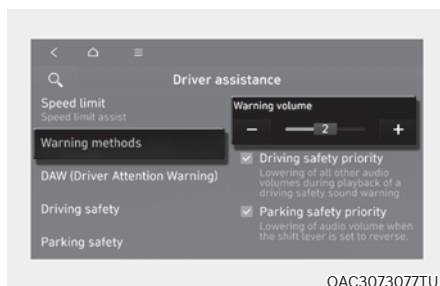 Driver assistance
Speed limit
Speed limit assist
Warning methods
DAW (Driver Attention Warning)
Driving safety
Parking safety
Warning volume
− 2 +
Driving safety priority
Lowering of all other audio
volumes during playback of a
driving safety sound warning
Parking safety priority
Lowering of audio volume when
the shift lever is set to reverse.
OAC3073077TU